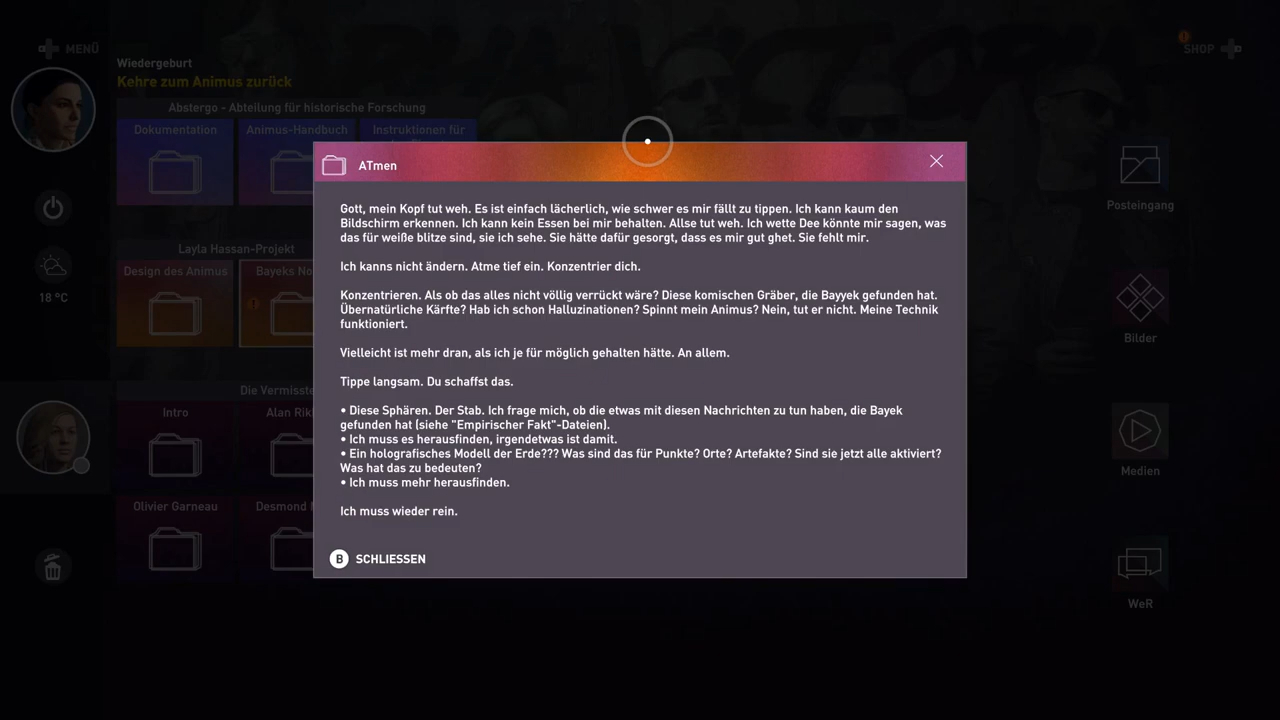 MENÜ
SHOP
Wiedergeburt
Kehre zum Animus zurück
Abstergo - Abteilung für historische Forschung
Dokumentation
Animus-Handbuch
Instruktionen für
ATmen
Gott, mein Kopf tut weh. Es ist einfach lächerlich, wie schwer es mir fällt zu tippen. Ich kann kaum den
Bildschirm erkennen. Ich kann kein Essen bei mir behalten. Allse tut weh. Ich wette Dee könnte mir sagen, was
das für weiße blitze sind, sie ich sehe. Sie hätte dafür gesorgt, dass es mir gut ghet. Sie fehlt mir.
Ich kanns nicht ändern. Atme tief ein. Konzentrier dich.
Konzentrieren. Als ob das alles nicht völlig verrückt wäre? Diese komischen Gräber, die Bayyek gefunden hat.
Übernatürliche Kärfte? Hab ich schon Halluzinationen? Spinnt mein Animus? Nein, tut er nicht. Meine Technik
funktioniert.
Vielleicht ist mehr dran, als ich je für möglich gehalten hätte. An allem.
Tippe langsam. Du schaffst das.
• Diese Sphären. Der Stab. Ich frage mich, ob die etwas mit diesen Nachrichten zu tun haben, die Bayek
gefunden hat (siehe "Empirischer Fakt"-Dateien).
• Ich muss es herausfinden, irgendetwas ist damit.
• Ein holografisches Modell der Erde??? Was sind das für Punkte? Orte? Artefakte? Sind sie jetzt alle aktiviert?
Was hat das zu bedeuten?
• Ich muss mehr herausfinden.
Ich muss wieder rein.
B SCHLIESSEN
Layla Hassan-Projekt
Design des Animus
Bayeks No
18 °C
Die Vermisste
Intro
Alan Rik
Olivier Garneau
Desmond M
Posteingang
Bilder
Medien
WeR